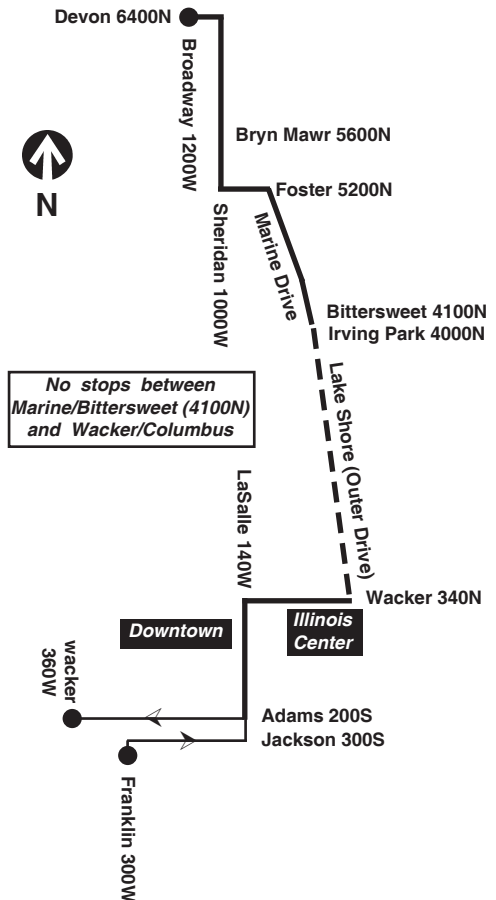 Devon 6400N
Broadway 1200W
Bryn Mawr 5600N
N
Foster 5200N
Sheridan 1000W
Marine Drive
Bittersweet 4100N
Irving Park 4000N
No stops between
Marine/Bittersweet (4100N)
and Wacker/Columbus
Lake Shore (Outer Drive)
LaSalle 140W
Wacker 340N
Illinois
Center
Downtown
wacker
360W
Adams 200S
Jackson 300S
Franklin 300W